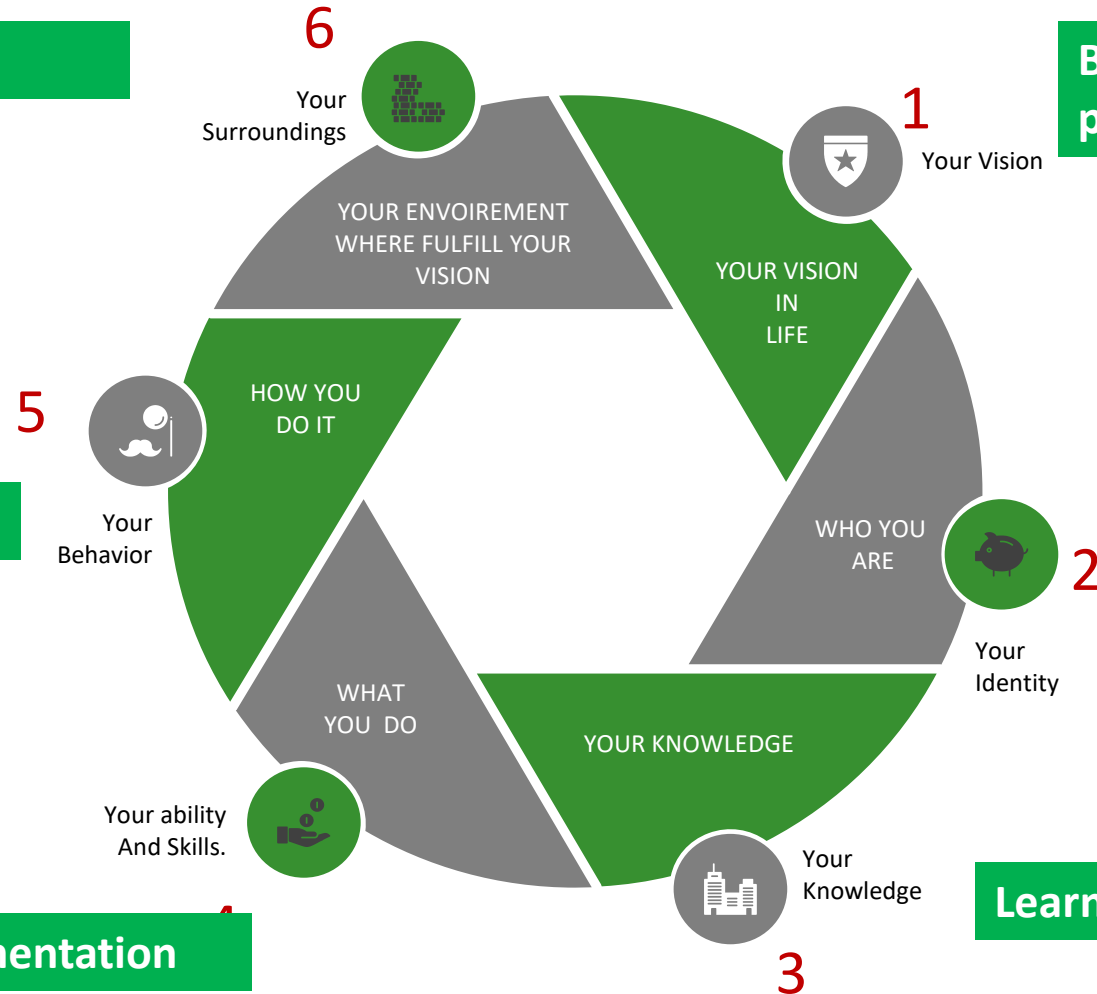 6
Your
Surroundings
YOUR ENVOIREMENT
WHERE FULFILL YOUR
VISION
1
Your Vision
YOUR VISION
IN
LIFE
5
HOW YOU
DO IT
Your
Behavior
WHO YOU
ARE
2
Your
Identity
WHAT
YOU DO
YOUR KNOWLEDGE
Your ability
And Skills.
Your
Knowledge
3
Learn